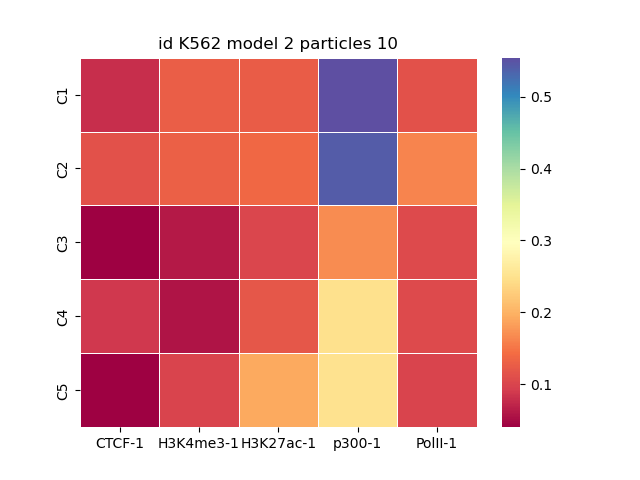 id K562 model 2 particles 10
C1
C2
C3
C4
C5
CTCF-1 H3K4me3-1 H3K27ac-1 p300-1 PolII-1
0.5
0.4
0.3
0.2
0.1